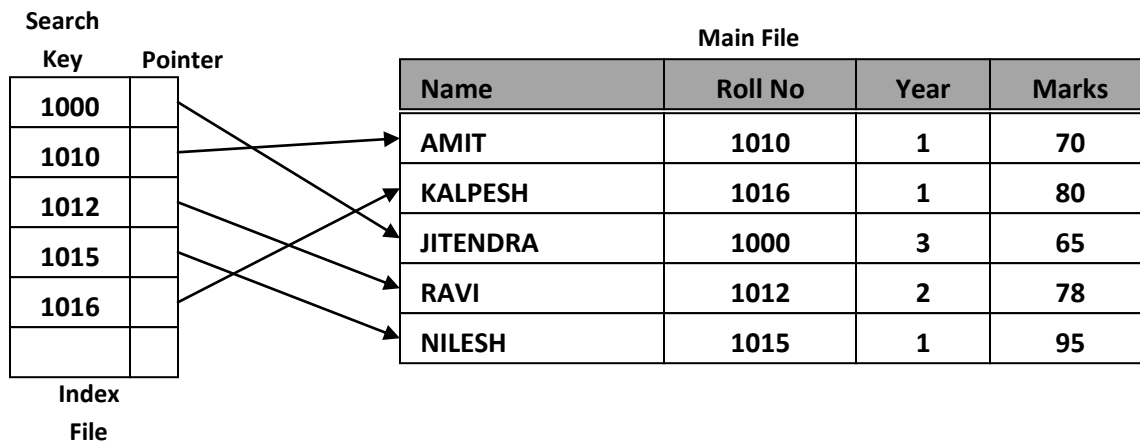 Search
Key Pointer
1000
1010
1012
1015
1016
Index
File
Main File
Name Roll No Year Marks
AMIT 1010 1 70
KALPESH 1016 1 80
JITENDRA 1000 3 65
RAVI 1012 2 78
NILESH 1015 1 95